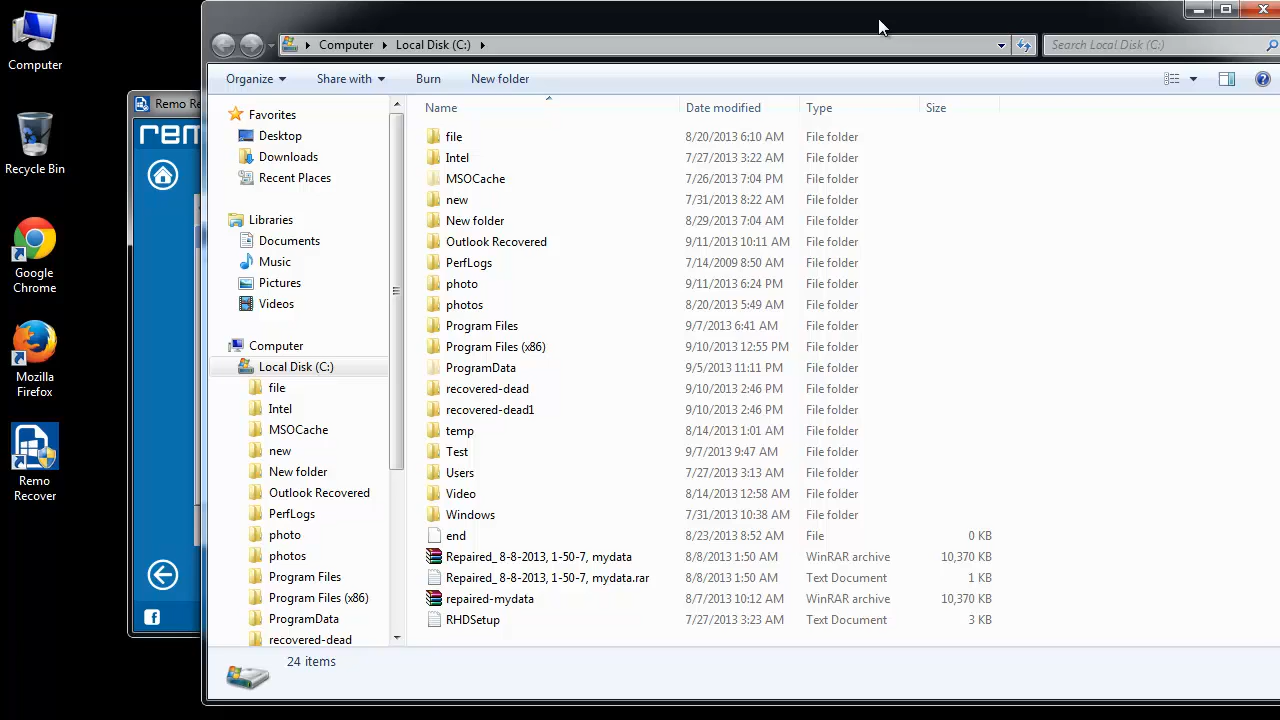 Computer
Recycle Bin
Google
Chrome
Mozilla
Firefox
Remo
Recover
Remo Re
rem
f
Computer Local Disk (C:)
Search Local Disk (C:)
Organize Share with Burn New folder
Favorites
Desktop
Downloads
Recent Places
Libraries
Documents
Music
Pictures
Videos
Computer
Local Disk (C:)
file
Intel
MSOCache
new
New folder
Outlook Recovered
PerfLogs
photo
photos
Program Files
Program Files (x86)
ProgramData
recovered-dead
Name Date modified Type Size
file 8/20/2013 6:10 AM File folder
Intel 7/27/2013 3:22 AM File folder
MSOCache 7/26/2013 7:04 PM File folder
new 7/31/2013 8:22 AM File folder
New folder 8/29/2013 7:04 AM File folder
Outlook Recovered 9/11/2013 10:11 AM File folder
PerfLogs 7/14/2009 8:50 AM File folder
photo 9/11/2013 6:24 PM File folder
photos 8/20/2013 5:49 AM File folder
Program Files 9/7/2013 6:41 AM File folder
Program Files (x86) 9/10/2013 12:55 PM File folder
ProgramData 9/5/2013 11:11 PM File folder
recovered-dead 9/10/2013 2:46 PM File folder
recovered-dead1 9/10/2013 2:46 PM File folder
temp 8/14/2013 1:01 AM File folder
Test 9/7/2013 9:47 AM File folder
Users 7/27/2013 3:13 AM File folder
Video 8/14/2013 12:58 AM File folder
Windows 7/31/2013 10:38 AM File folder
end 8/23/2013 8:52 AM File 0 KB
Repaired_ 8-8-2013, 1-50-7, mydata 8/8/2013 1:50 AM WinRAR archive 10,370 KB
Repaired_ 8-8-2013, 1-50-7, mydata.rar 8/8/2013 1:50 AM Text Document 1 KB
repaired-mydata 8/7/2013 10:12 AM WinRAR archive 10,370 KB
RHDSetup 7/27/2013 3:23 AM Text Document 3 KB
24 items